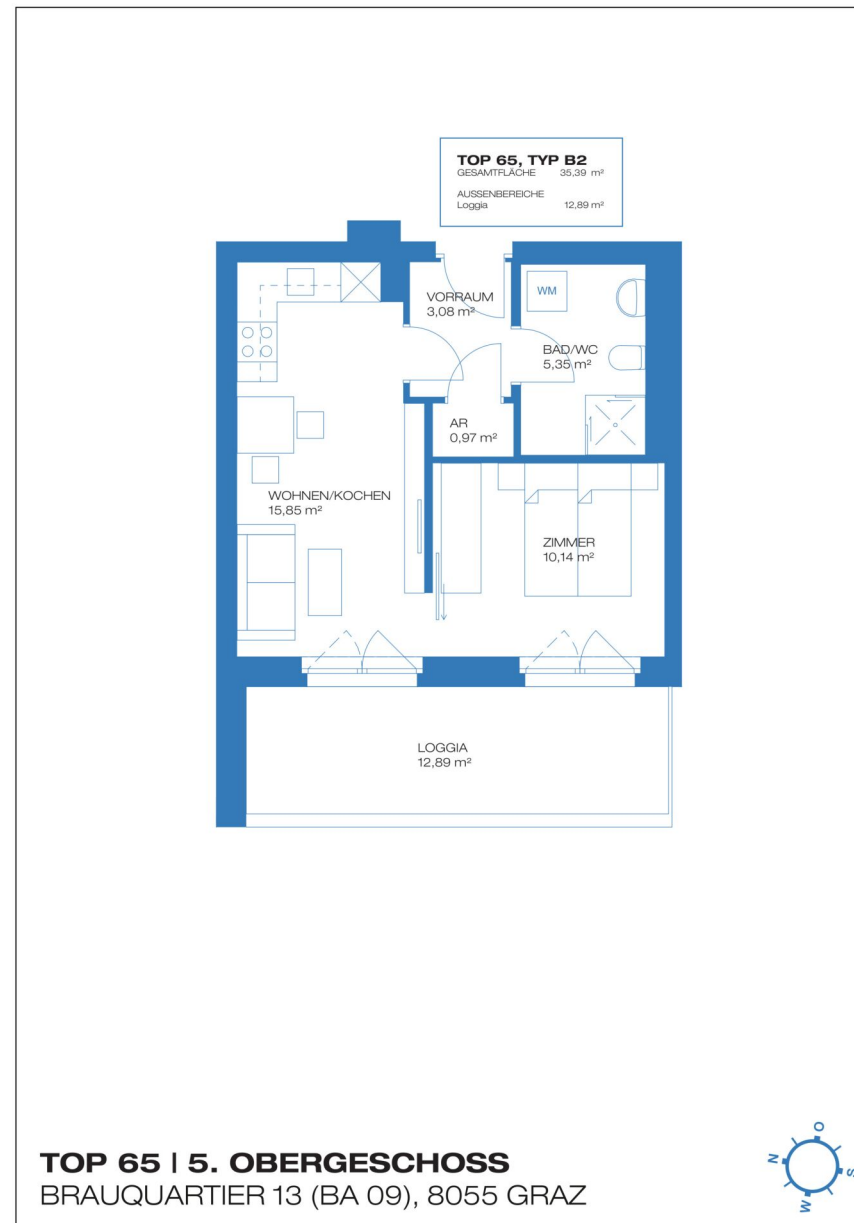 TOP 65, TYP B2
GESAMTFLÄCHE 35,39 m²
AUSSENBEREICHE
Loggia 12,89 m²
VORRAUM
3,08 m²
WM
BAD/WC
5,35 m²
AR
0,97 m²
WOHNEN/KOCHEN
15,85 m²
ZIMMER
10,14 m²
LOGGIA
12,89 m²
TOP 65 | 5. OBERGESCHOSS
BRAUQUARTIER 13 (BA 09), 8055 GRAZ
O
N
S
W